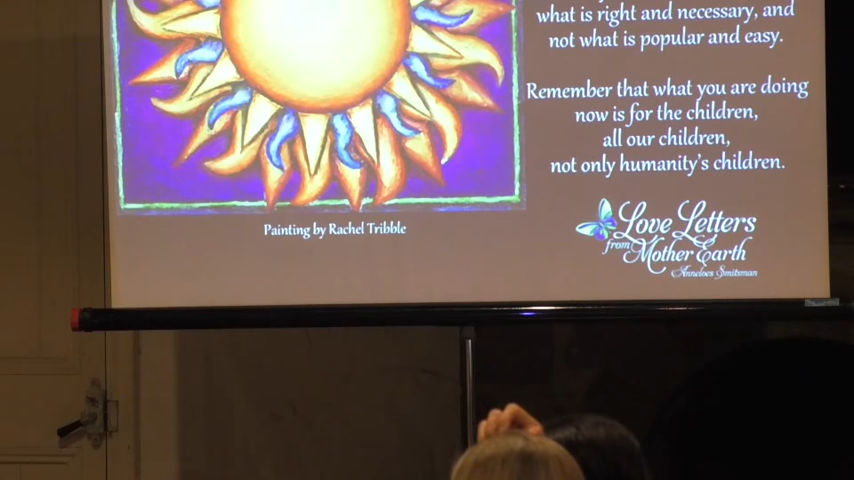 what is right and necessary, and
not what is popular and easy.
Remember that what you are doing
now is for the children,
all our children,
not only humanity's children.
Painting by Rachel Tribble
Love Letters
from Mother Earth
Anneloes Smitsman